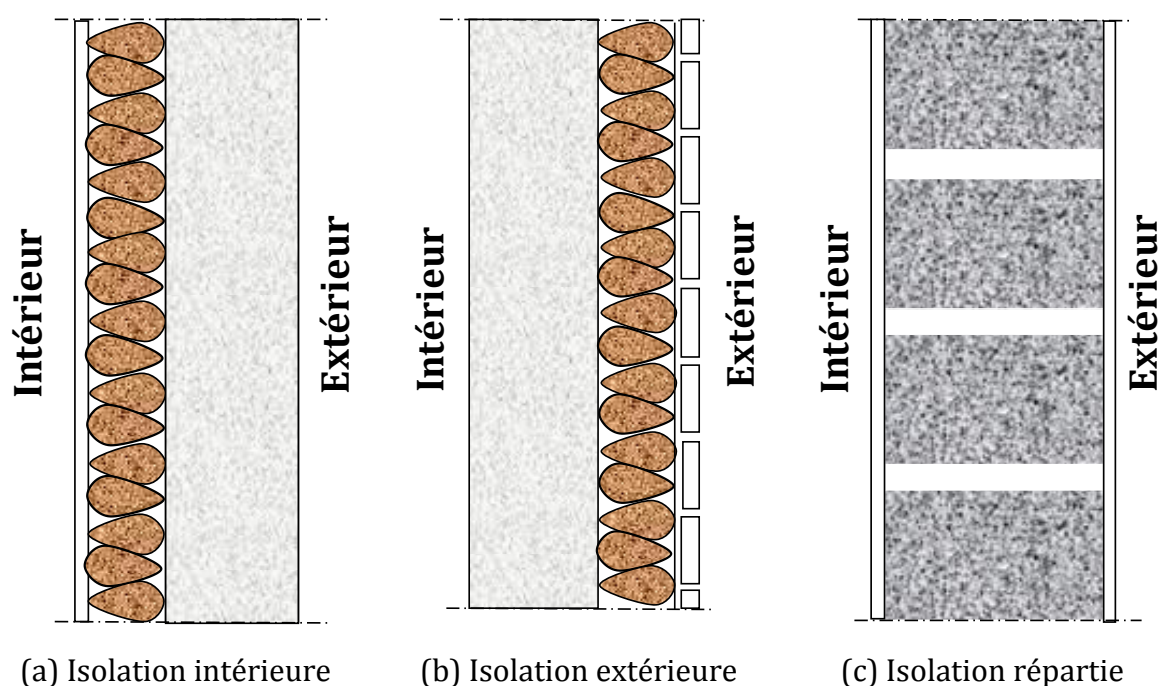 Intérieur
Extérieur
Intérieur
Extérieur
Intérieur
Extérieur
(a) Isolation intérieure
(b) Isolation extérieure
(c) Isolation répartie